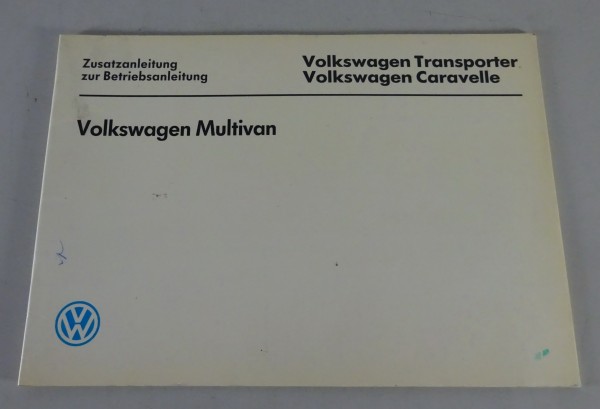 Zusatzanleitung
zur Betriebsanleitung
Volkswagen Transporter
Volkswagen Caravelle
Volkswagen Multivan
VW